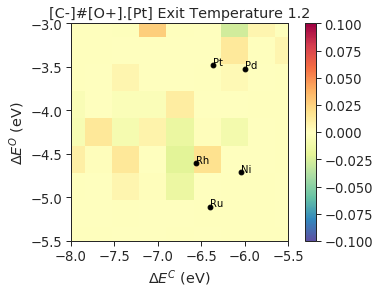 [C-]#[O+].[Pt] Exit Temperature 1.2
ΔE^O (eV)
−3.0
−3.5
−4.0
−4.5
−5.0
−5.5
Pt
Pd
Rh
Ni
Ru
−8.0 −7.5 −7.0 −6.5 −6.0 −5.5
ΔE^C (eV)
0.100
0.075
0.050
0.025
0.000
−0.025
−0.050
−0.075
−0.100